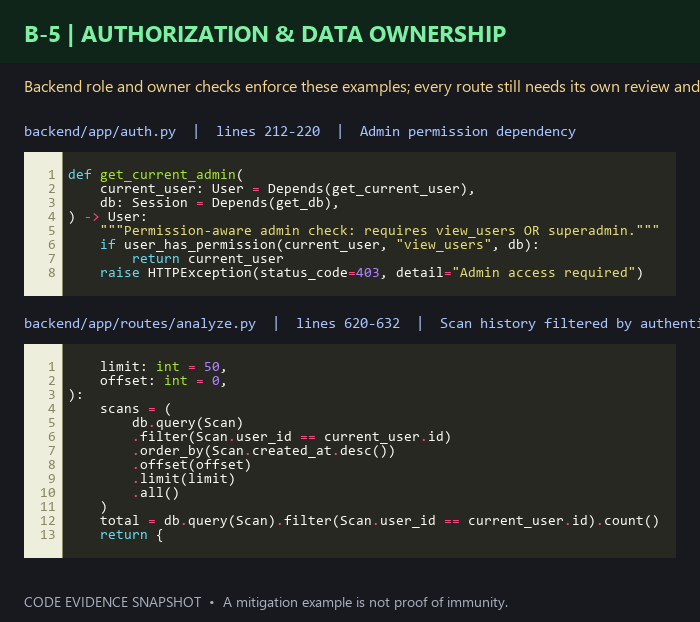 B-5 | AUTHORIZATION & DATA OWNERSHIP
Backend role and owner checks enforce these examples; every route still needs its own review and
backend/app/auth.py | lines 212-220 | Admin permission dependency
1 def get_current_admin(
2     current_user: User = Depends(get_current_user),
3     db: Session = Depends(get_db),
4 ) -> User:
5     """Permission-aware admin check: requires view_users OR superadmin."""
6     if user_has_permission(current_user, "view_users", db):
7         return current_user
8     raise HTTPException(status_code=403, detail="Admin access required")
backend/app/routes/analyze.py | lines 620-632 | Scan history filtered by authenti
1     limit: int = 50,
2     offset: int = 0,
3 ):
4     scans = (
5         db.query(Scan)
6         .filter(Scan.user_id == current_user.id)
7         .order_by(Scan.created_at.desc())
8         .offset(offset)
9         .limit(limit)
10         .all()
11     )
12     total = db.query(Scan).filter(Scan.user_id == current_user.id).count()
13     return {
CODE EVIDENCE SNAPSHOT • A mitigation example is not proof of immunity.